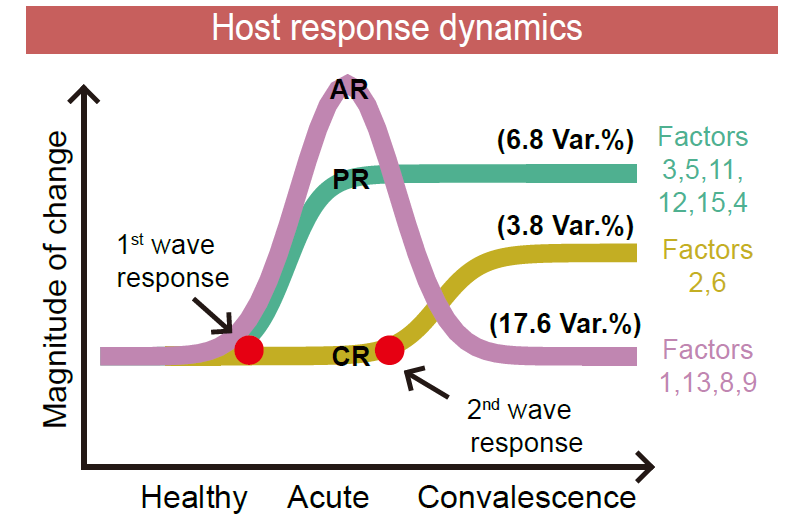 Host response dynamics
Magnitude of change
AR
(6.8 Var.%)
Factors
3,5,11,
12,15,4
PR
1st wave
response
(3.8 Var.%)
Factors
2,6
(17.6 Var.%)
Factors
1,13,8,9
CR
2nd wave
response
Healthy Acute Convalescence